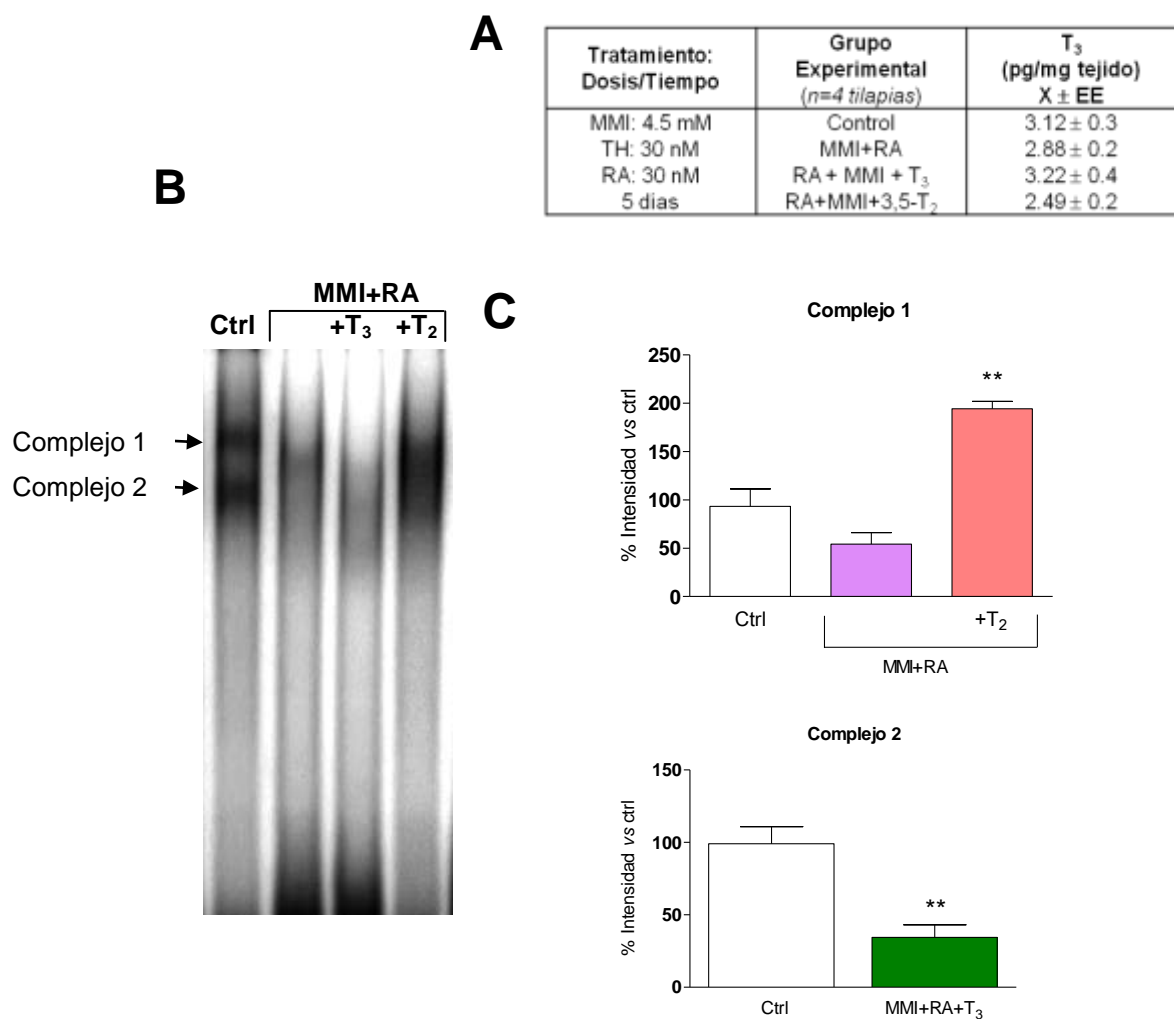 A
Tratamiento: Dosis/Tiempo
Grupo Experimental (n=4 tilapias)
T3 (pg/mg tejido) X ± EE
MMI: 4.5 mM Control 3.12 ± 0.3
TH: 30 nM MMI+RA 2.88 ± 0.2
RA: 30 nM RA + MMI + T3 3.22 ± 0.4
5 dias RA+MMI+3,5-T2 2.49 ± 0.2
B
MMI+RA
Ctrl +T3 +T2
Complejo 1
Complejo 2
C
Complejo 1
% Intensidad vs ctrl
250
200
150
100
50
0
**
Ctrl
+T2
MMI+RA
Complejo 2
% Intensidad vs ctrl
150
100
50
0
**
Ctrl MMI+RA+T3